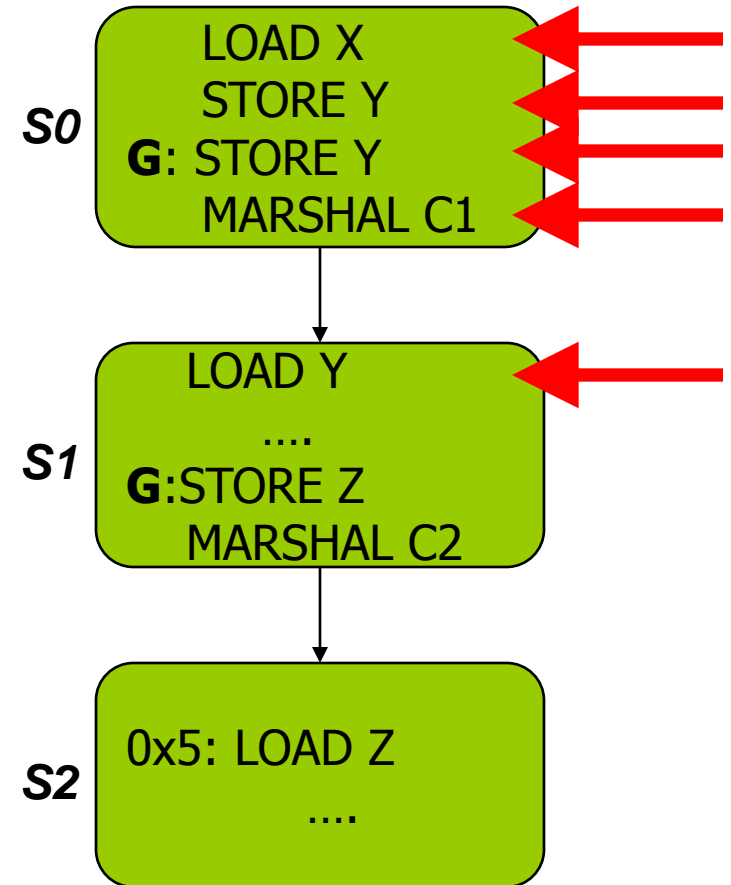 LOAD X
S0
STORE Y
G: STORE Y
MARSHAL C1
LOAD Y
....
S1
G:STORE Z
MARSHAL C2
0x5: LOAD Z
S2
....